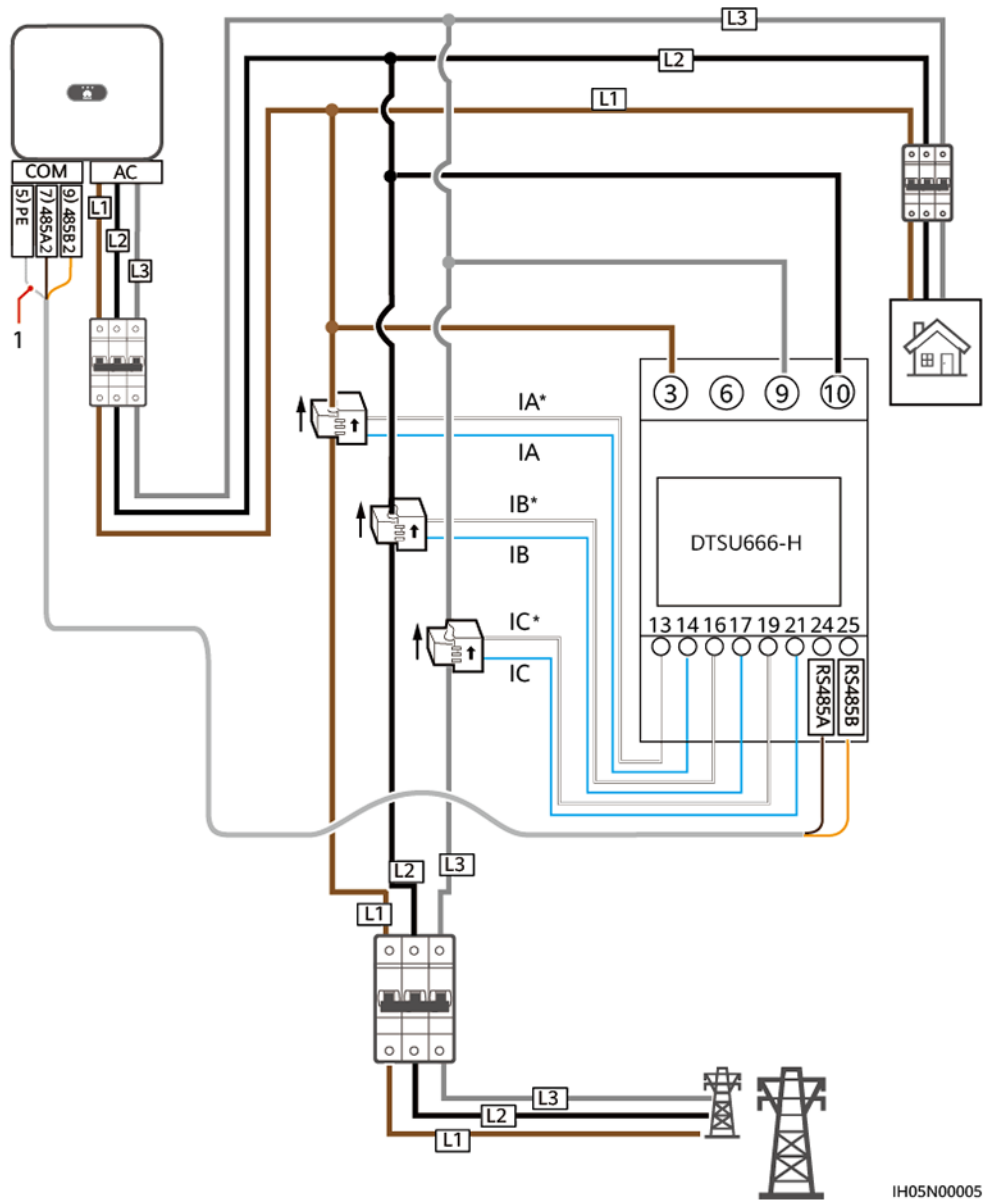 L3
L2
L1
COM
AC
5) PE
7) 485A2
9) 485B2
L1
L2
L3
1
3
6
9
10
IA*
IA
IB*
IB
DTSU666-H
IC*
IC
13 14 16 17 19 21 24 25
RS485A
RS485B
L2
L3
L1
L3
L2
L1
IH05N00005